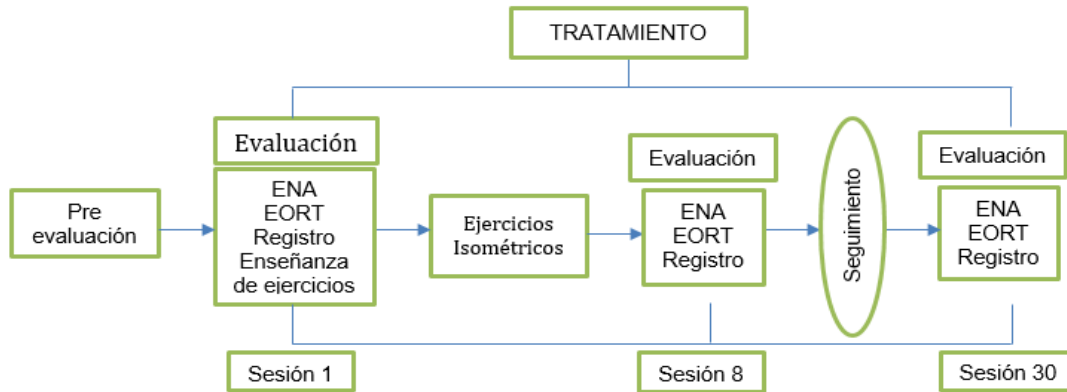 TRATAMIENTO
Evaluación
Evaluación
Evaluación
Pre
evaluación
ENA
EORT
Registro
Enseñanza
de ejercicios
Ejercicios
Isométricos
ENA
EORT
Registro
Seguimiento
ENA
EORT
Registro
Sesión 1
Sesión 8
Sesión 30